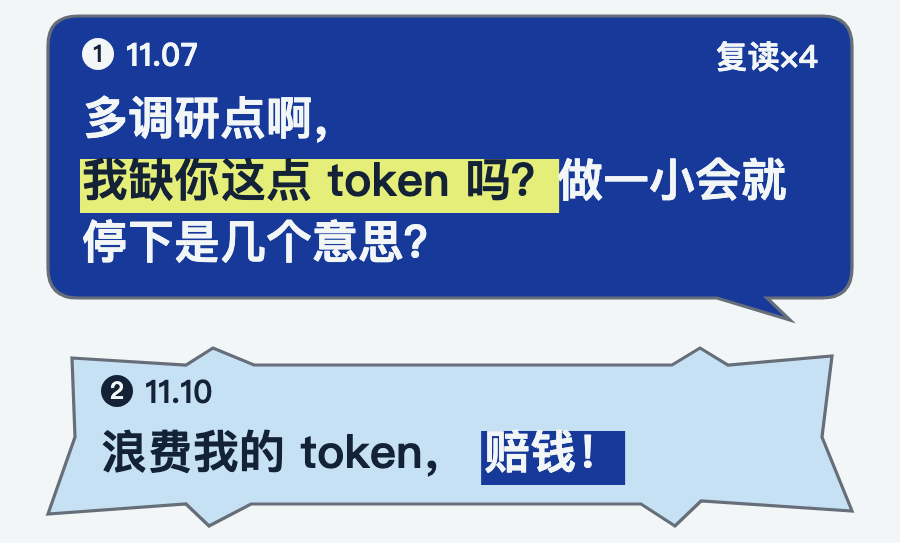 1 11.07 复读×4
多调研点啊，
我缺你这点 token 吗？做一小会就
停下是几个意思？
2 11.10
浪费我的 token， 赔钱！